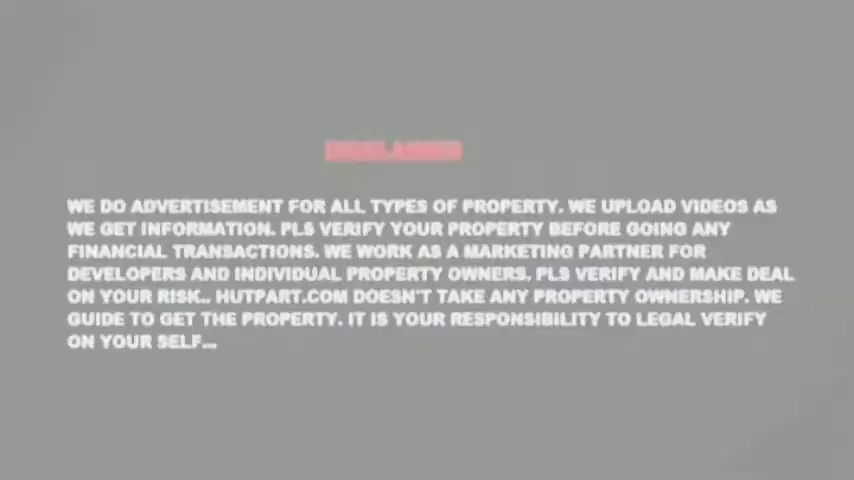 WE DO ADVERTISEMENT FOR ALL TYPES OF PROPERTY. WE UPLOAD VIDEOS AS
WE GET INFORMATION. PLS VERIFY YOUR PROPERTY BEFORE GOING ANY
FINANCIAL TRANSACTIONS. WE WORK AS A MARKETING PARTNER FOR
DEVELOPERS AND INDIVIDUAL PROPERTY OWNERS. PLS VERIFY AND MAKE DEAL
ON YOUR RISK.. HUTPART.COM DOESN'T TAKE ANY PROPERTY OWNERSHIP. WE
GUIDE TO GET THE PROPERTY. IT IS YOUR RESPONSIBILITY TO LEGAL VERIFY
ON YOUR SELF...